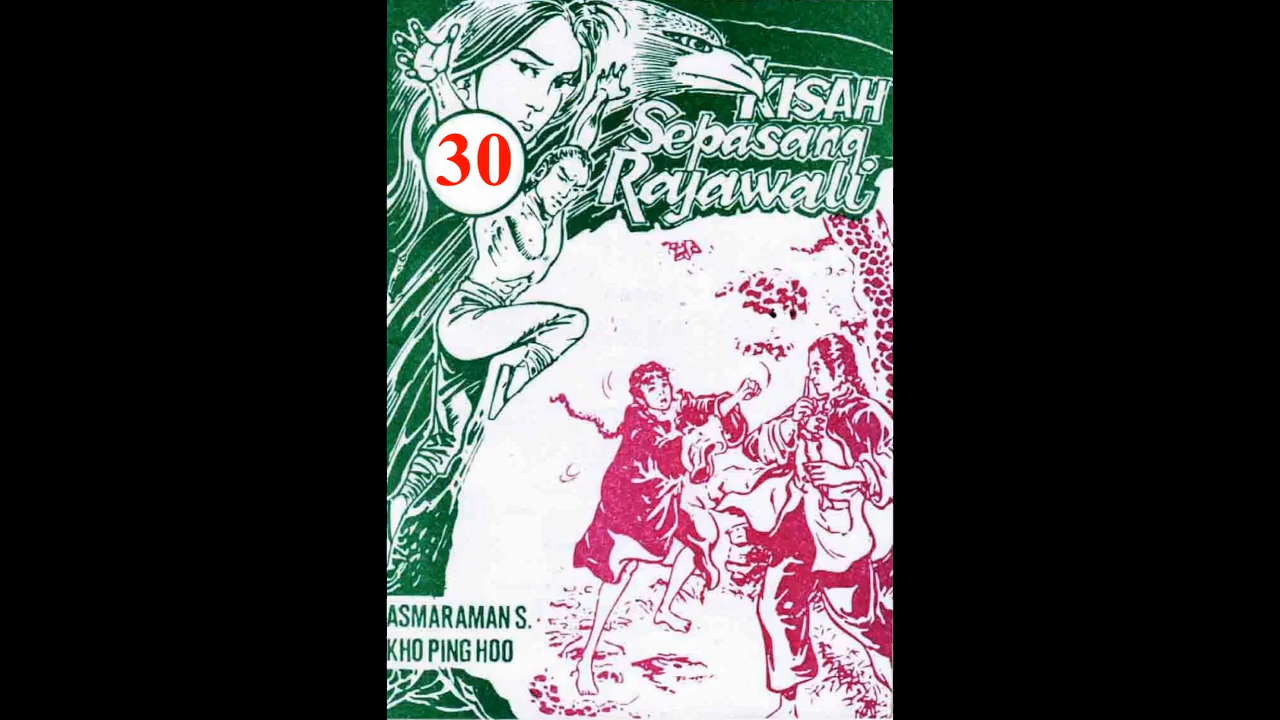 KISAH
Sepasang
Rajawali
30
ASMARAMAN S.
KHO PING HOO